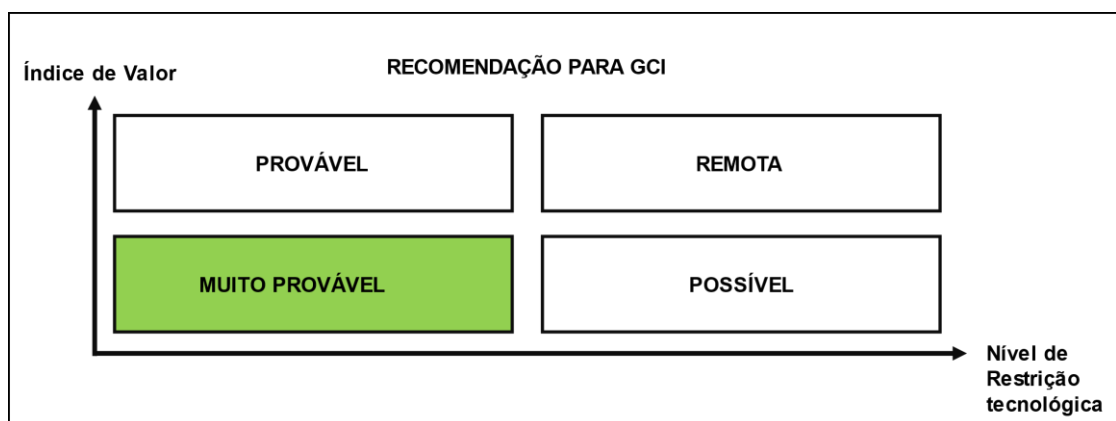 RECOMENDAÇÃO PARA GCI
Índice de Valor
PROVÁVEL
REMOTA
MUITO PROVÁVEL
POSSÍVEL
Nível de
Restrição
tecnológica